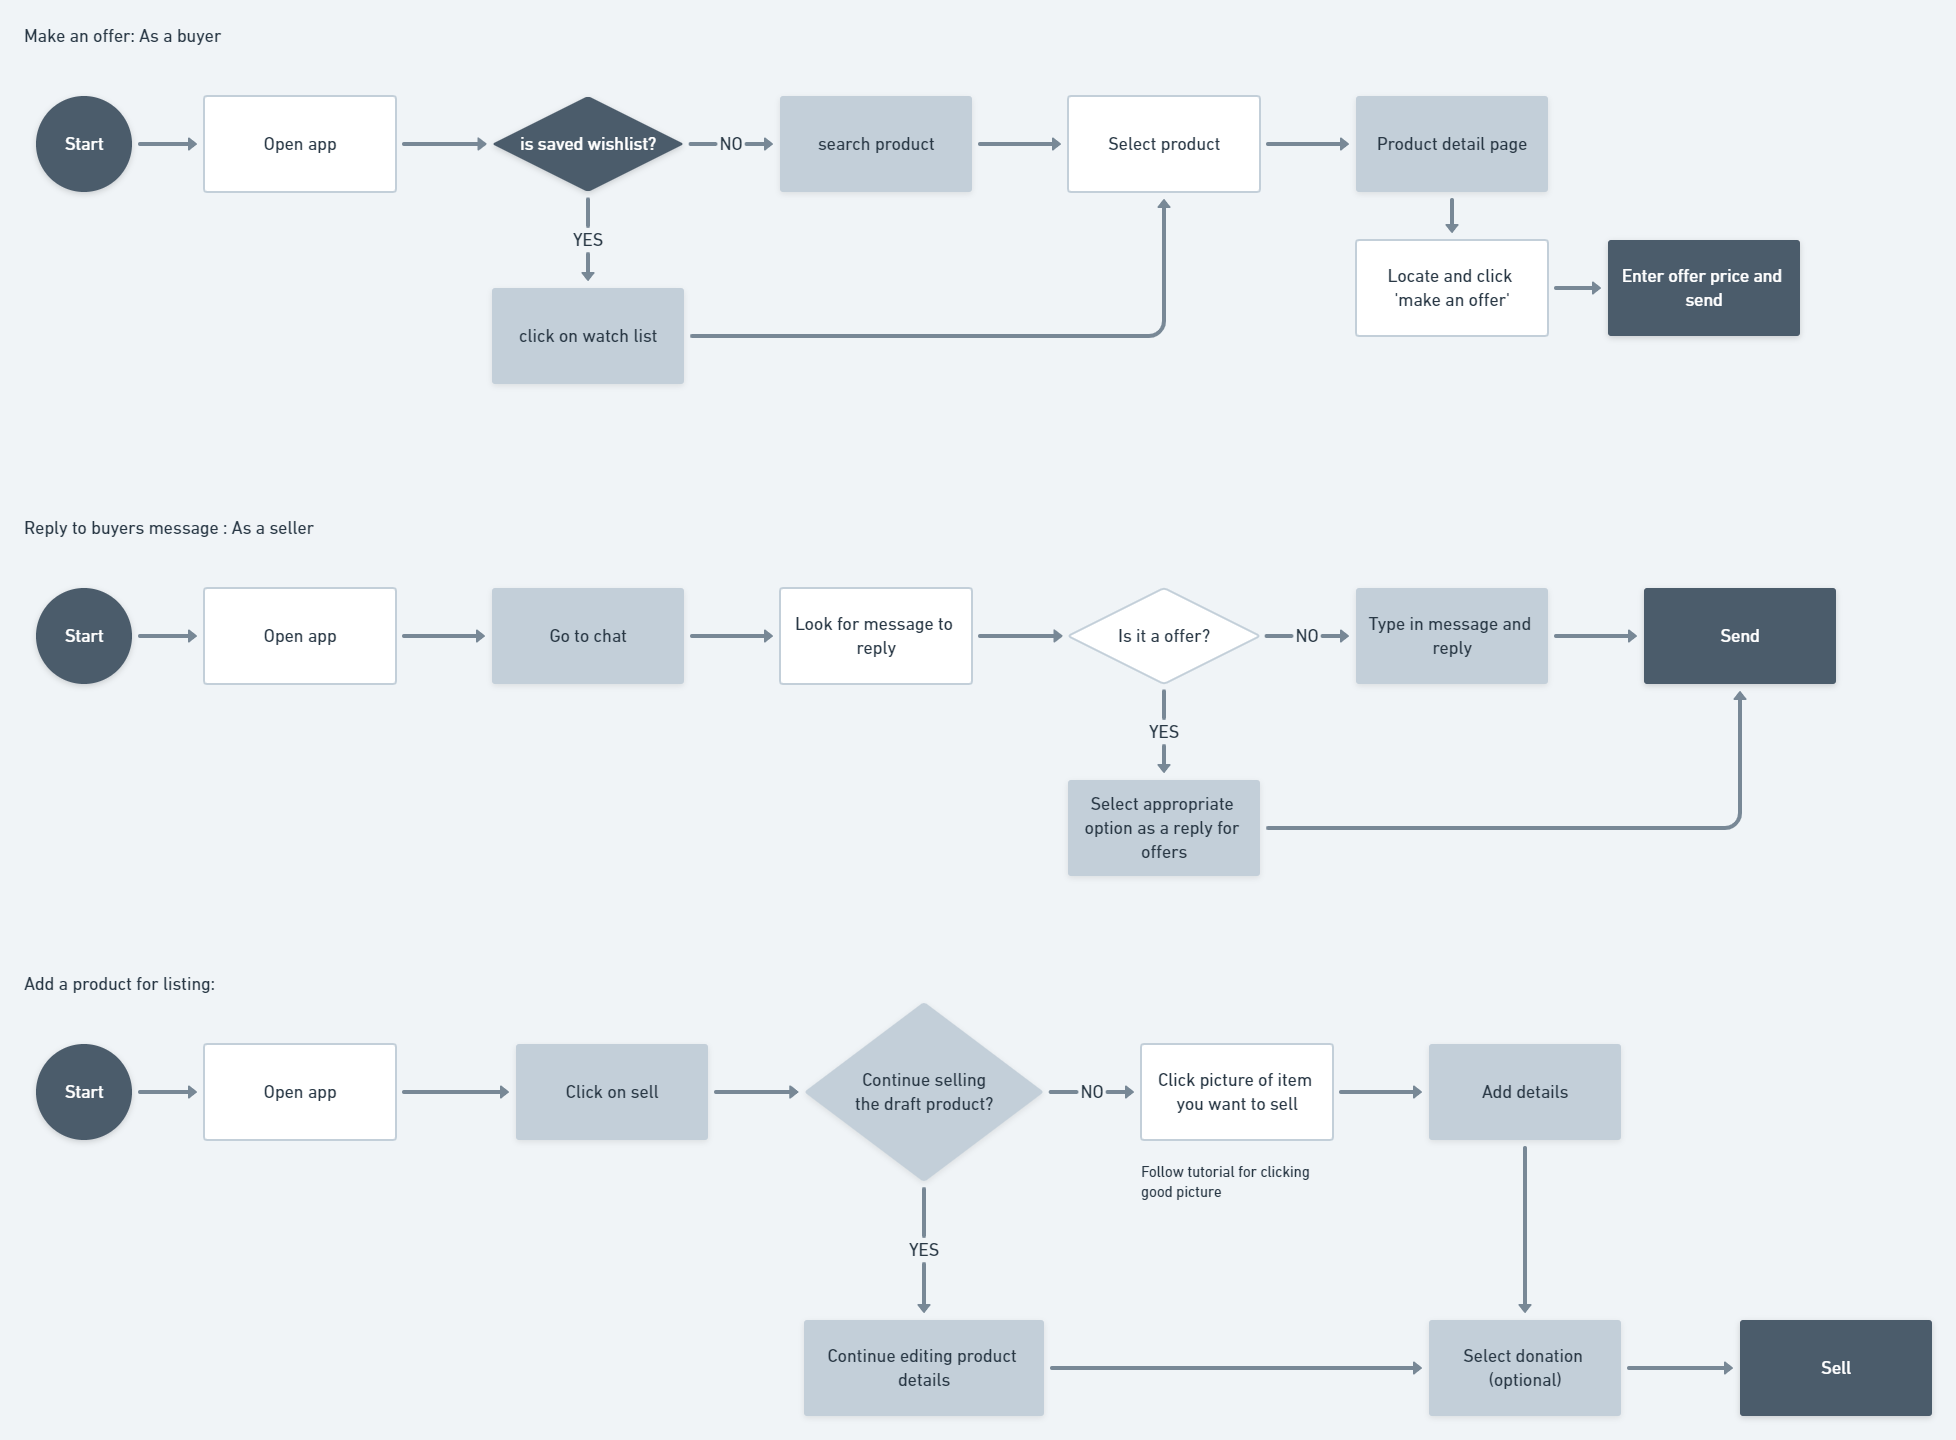 Make an offer: As a buyer
Start
Open app
is saved wishlist?
NO
search product
Select product
Product detail page
YES
Locate and click
'make an offer'
Enter offer price and
send
click on watch list
Reply to buyers message : As a seller
Start
Open app
Go to chat
Look for message to
reply
Is it a offer?
NO
Type in message and
reply
Send
YES
Select appropriate
option as a reply for
offers
Add a product for listing:
Start
Open app
Click on sell
Continue selling
the draft product?
NO
Click picture of item
you want to sell
Add details
Follow tutorial for clicking
good picture
YES
Continue editing product
details
Select donation
(optional)
Sell